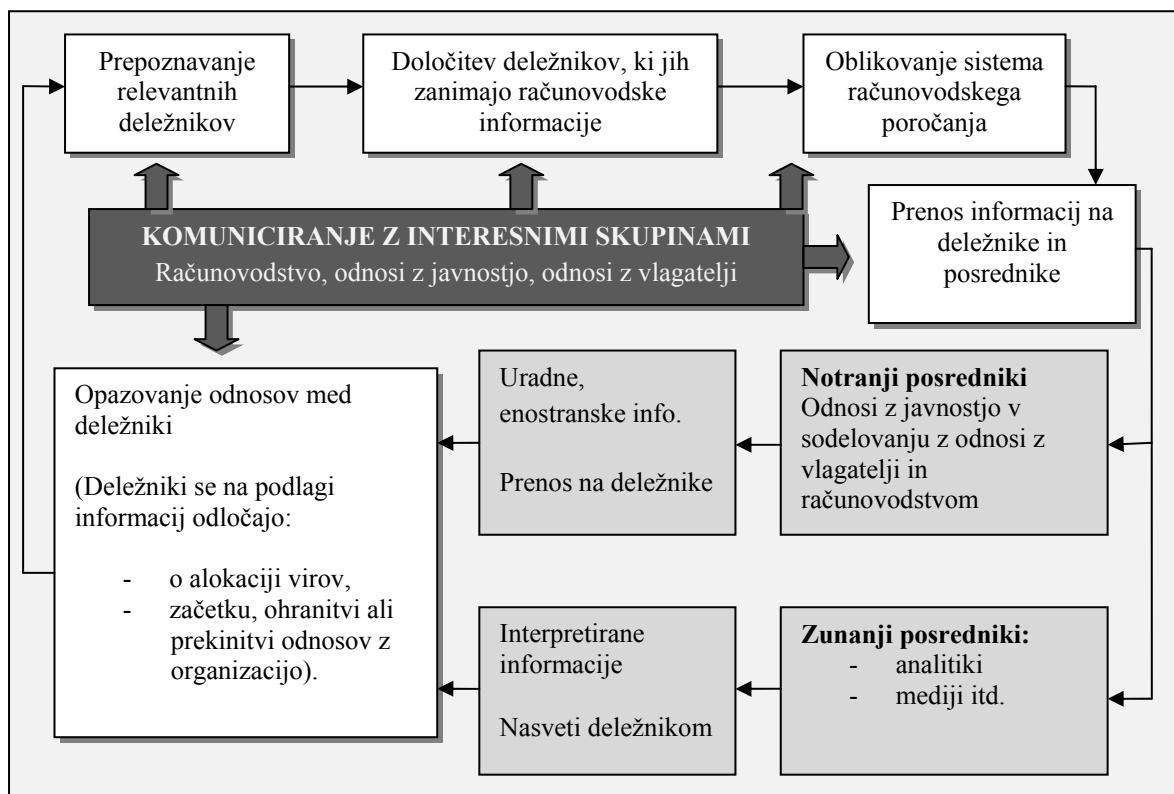 Prepoznavanje
relevantnih
deležnikov
Določitev deležnikov, ki jih
zanimajo računovodske
informacije
Oblikovanje sistema
računovodskega
poročanja
Prenos informacij na
deležnike in
posrednike
KOMUNICIRANJE Z INTERESNIMI SKUPINAMI
Računovodstvo, odnosi z javnostjo, odnosi z vlagatelji
Notranji posredniki
Odnosi z javnostjo v
sodelovanju z odnosi z
vlagatelji in
računovodstvom
Uradne,
enostranske info.
Prenos na deležnike
Opazovanje odnosov med
deležniki
(Deležniki se na podlagi
informacij odločajo:
- o alokaciji virov,
- začetku, ohranitvi ali
prekinitvi odnosov z
organizacijo).
Zunanji posredniki:
- analitiki
- mediji itd.
Interpretirane
informacije
Nasveti deležnikom